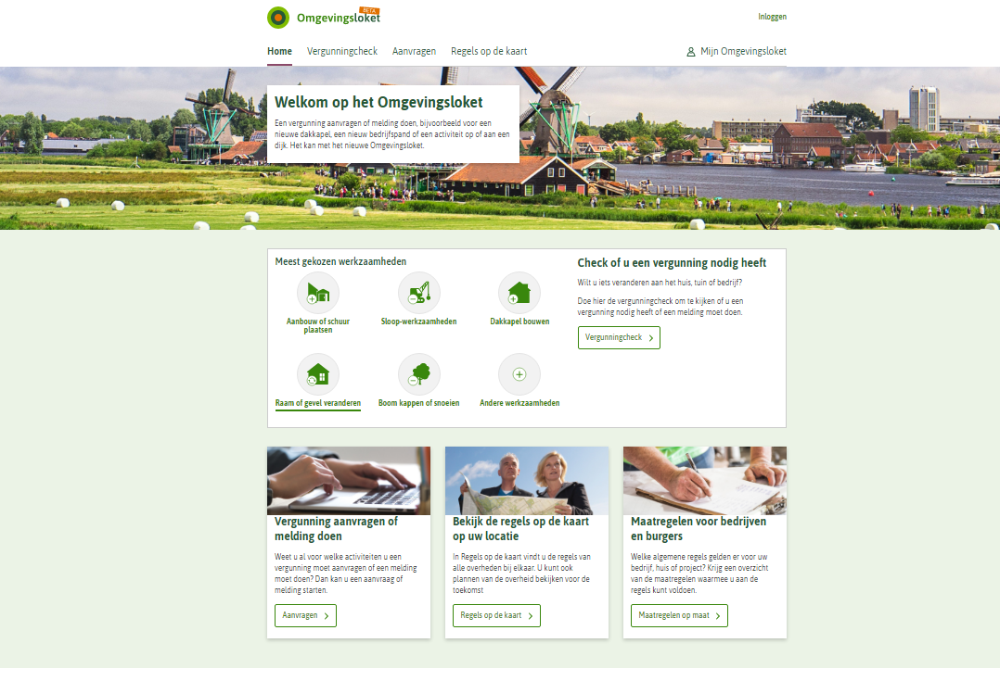 Omgevingsloket
BETA
Inloggen
Home
Vergunningcheck
Aanvragen
Regels op de kaart
Mijn Omgevingsloket
Welkom op het Omgevingsloket
Een vergunning aanvragen of melding doen, bijvoorbeeld voor een
nieuwe dakkapel, een nieuw bedrijfspand of een activiteit op of aan een
dijk. Het kan met het nieuwe Omgevingsloket.
Meest gekozen werkzaamheden
Aanbouw of schuur
plaatsen
Sloop-werkzaamheden
Dakkapel bouwen
Raam of gevel veranderen
Boom kappen of snoeien
Andere werkzaamheden
Check of u een vergunning nodig heeft
Wilt u iets veranderen aan het huis, tuin of bedrijf?
Doe hier de vergunningcheck om te kijken of u een
vergunning nodig heeft of een melding moet doen.
Vergunningcheck
Vergunning aanvragen of
melding doen
Weet u al voor welke activiteiten u een
vergunning moet aanvragen of een melding
moet doen? Dan kan u een aanvraag of
melding starten.
Aanvragen
Bekijk de regels op de kaart
op uw locatie
In Regels op de kaart vindt u de regels van
alle overheden bij elkaar. U kunt ook
plannen van de overheid bekijken voor de
toekomst
Regels op de kaart
Maatregelen voor bedrijven
en burgers
Welke algemene regels gelden er voor uw
bedrijf, huis of project? Krijg een overzicht
van de maatregelen waarmee u aan de
regels kunt voldoen.
Maatregelen op maat